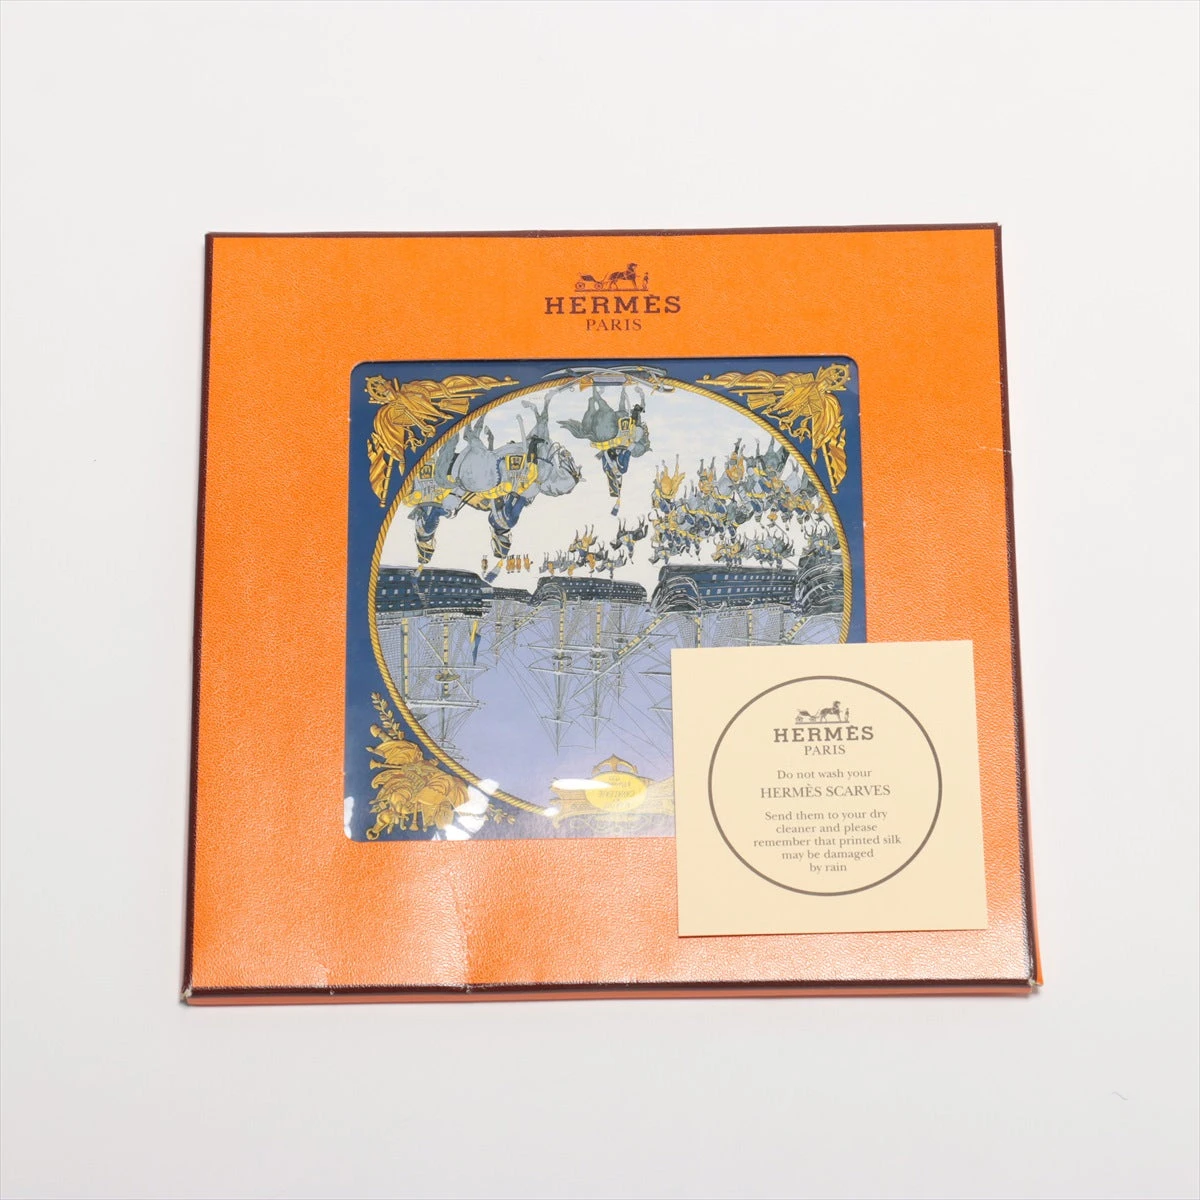 HERMÈS
PARIS
HERMÈS
PARIS
Do not wash your
HERMÈS SCARVES
Send them to your dry
cleaner and please
remember that printed silk
may be damaged
by rain